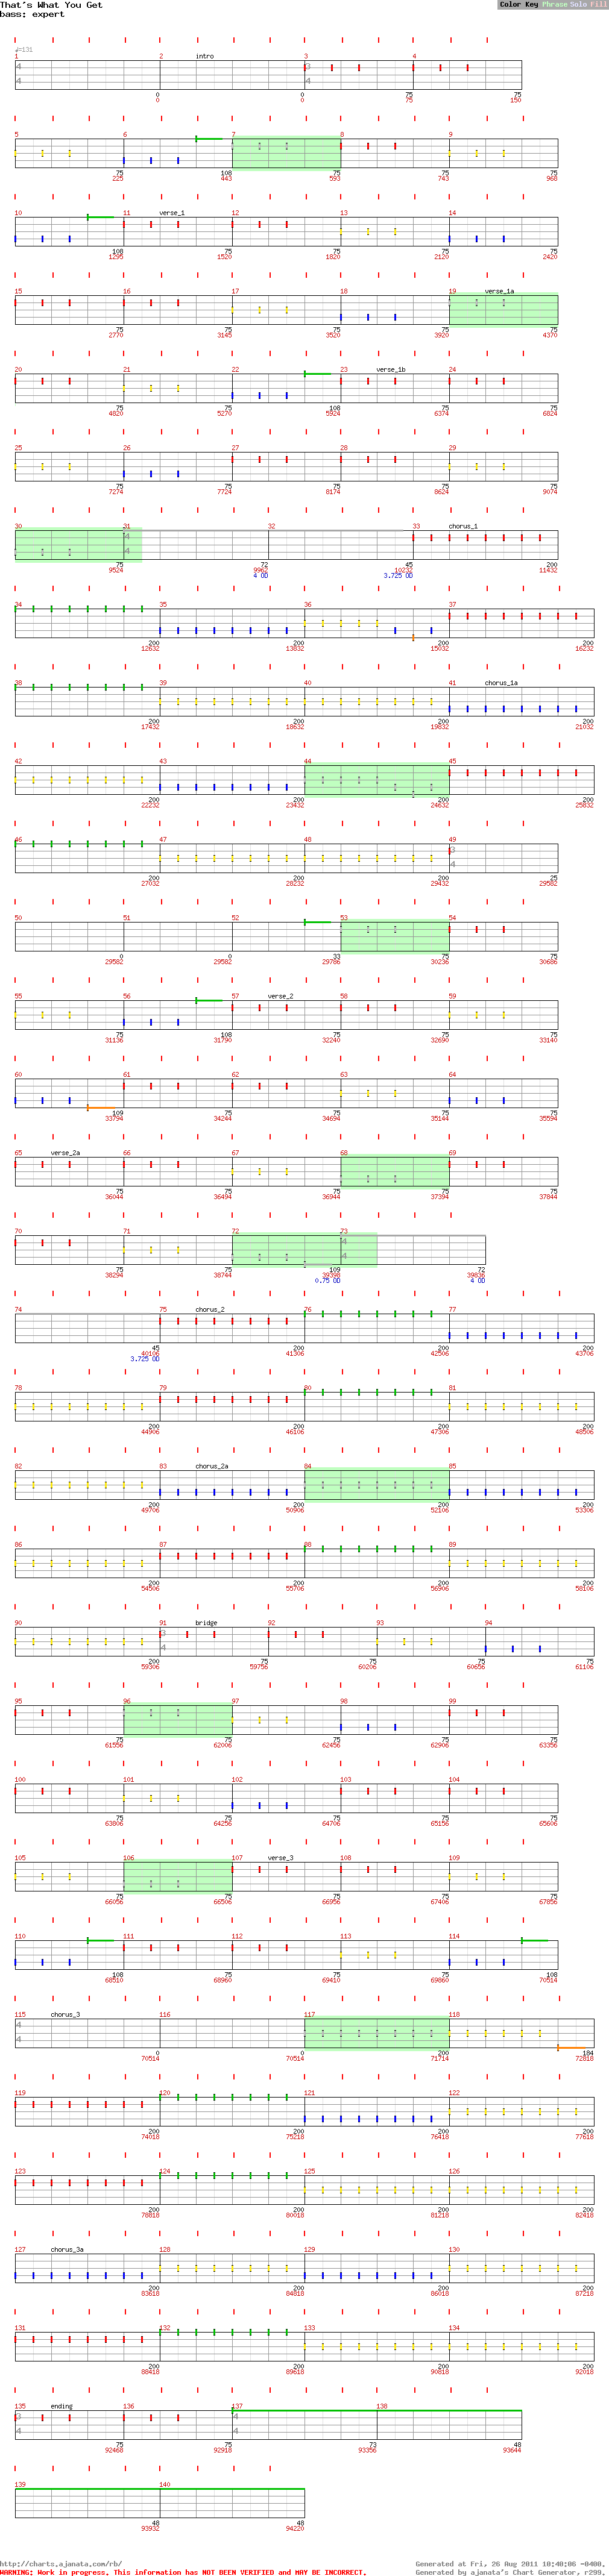 That's What You Get
bass: expert
Color Key Phrase Solo Fill
♩=131
1 2 intro 3 4
4 3
4 4
0 0 75 75
0 0 75 150
5 6 7 8 9
75 108 75 75 75
225 443 593 743 968
10 11 verse_1 12 13 14
108 75 75 75 75
1295 1520 1820 2120 2420
15 16 17 18 19 verse_1a
75 75 75 75 75
2770 3145 3520 3920 4370
20 21 22 23 verse_1b 24
75 75 108 75 75
4820 5270 5924 6374 6824
25 26 27 28 29
75 75 75 75 75
7274 7724 8174 8624 9074
30 31 32 33 chorus_1
4
4
75 72 45 200
9524 9962 10232 11432
4 OD 3.725 OD
34 35 36 37
200 200 200 200
12632 13832 15032 16232
38 39 40 41 chorus_1a
200 200 200 200
17432 18632 19832 21032
42 43 44 45
200 200 200 200
22232 23432 24632 25832
46 47 48 49
3
4
200 200 200 25
27032 28232 29432 29582
50 51 52 53 54
0 0 33 75 75
29582 29582 29786 30236 30686
55 56 57 verse_2 58 59
75 108 75 75 75
31136 31790 32240 32690 33140
60 61 62 63 64
109 75 75 75 75
33794 34244 34694 35144 35594
65 verse_2a 66 67 68 69
75 75 75 75 75
36044 36494 36944 37394 37844
70 71 72 73
4
4
75 75 109 72
38294 38744 39398 39836
0.75 OD 4 OD
74 75 chorus_2 76 77
45 200 200 200
40106 41306 42506 43706
3.725 OD
78 79 80 81
200 200 200 200
44906 46106 47306 48506
82 83 chorus_2a 84 85
200 200 200 200
49706 50906 52106 53306
86 87 88 89
200 200 200 200
54506 55706 56906 58106
90 91 bridge 92 93 94
3
4
200 75 75 75 75
59306 59756 60206 60656 61106
95 96 97 98 99
75 75 75 75 75
61556 62006 62456 62906 63356
100 101 102 103 104
75 75 75 75 75
63806 64256 64706 65156 65606
105 106 107 verse_3 108 109
75 75 75 75 75
66056 66506 66956 67406 67856
110 111 112 113 114
108 75 75 75 108
68510 68960 69410 69860 70514
115 chorus_3 116 117 118
4
4
0 0 200 184
70514 70514 71714 72818
119 120 121 122
200 200 200 200
74018 75218 76418 77618
123 124 125 126
200 200 200 200
78818 80018 81218 82418
127 chorus_3a 128 129 130
200 200 200 200
83618 84818 86018 87218
131 132 133 134
200 200 200 200
88418 89618 90818 92018
135 ending 136 137 138
3 4
4 4
75 75 73 48
92468 92918 93356 93644
139 140
48 48
93932 94220
http://charts.ajanata.com/rb/ Generated at Fri, 26 Aug 2011 18:40:06 -0400.
WARNING: Work in progress. This information has NOT BEEN VERIFIED and MAY BE INCORRECT. Generated by ajanata's Chart Generator, r299.